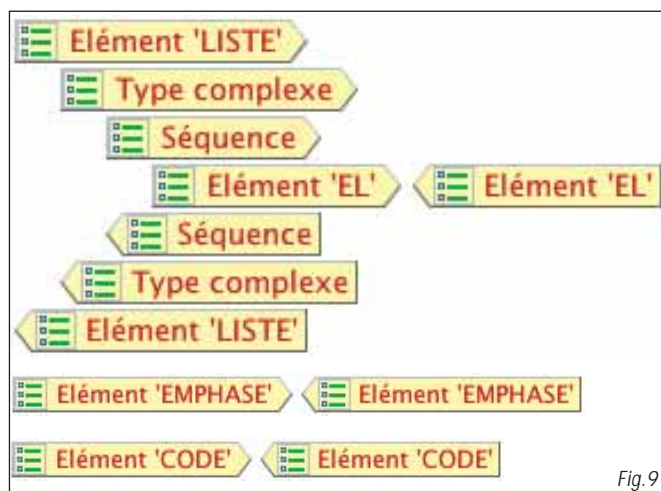 Elément 'LISTE'
Type complexe
Séquence
Elément 'EL' Elément 'EL'
Séquence
Type complexe
Elément 'LISTE'
Elément 'EMPHASE' Elément 'EMPHASE'
Elément 'CODE' Elément 'CODE'
Fig.9